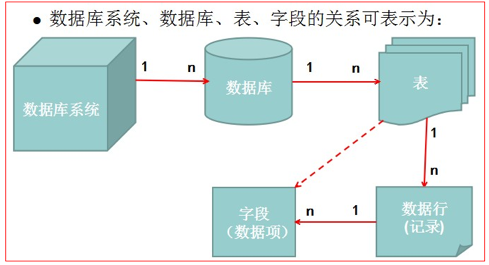 ● 数据库系统、数据库、表、字段的关系可表示为：
数据库系统
1
n
数据库
1
n
表
1
n
数据行
(记录)
1
n
字段
（数据项）